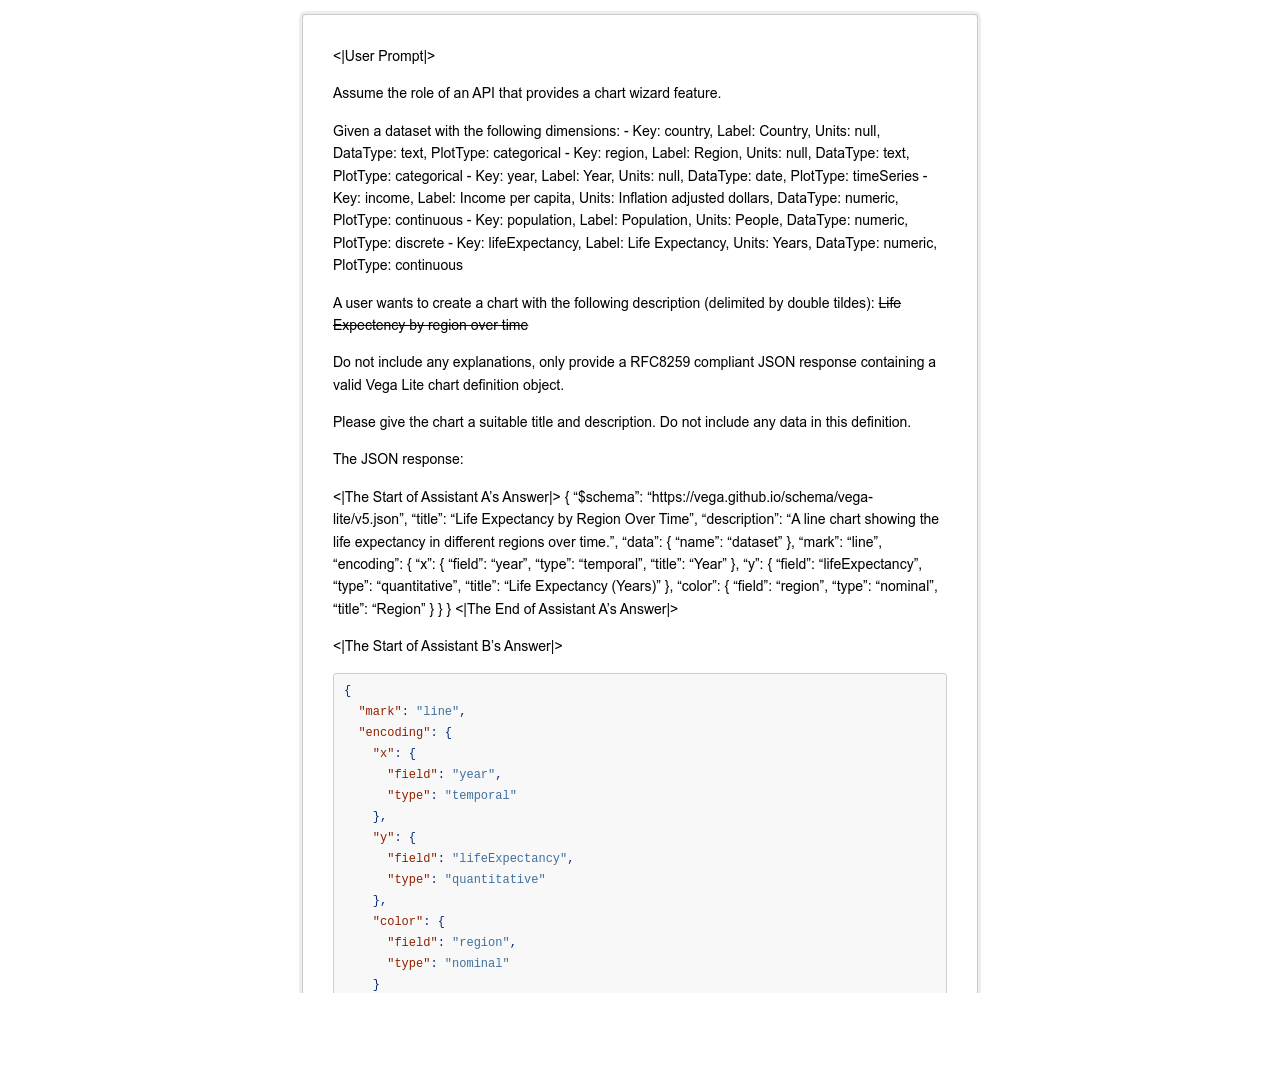 <|User Prompt|>
Assume the role of an API that provides a chart wizard feature.
Given a dataset with the following dimensions: - Key: country, Label: Country, Units: null,
DataType: text, PlotType: categorical - Key: region, Label: Region, Units: null, DataType: text,
PlotType: categorical - Key: year, Label: Year, Units: null, DataType: date, PlotType: timeSeries -
Key: income, Label: Income per capita, Units: Inflation adjusted dollars, DataType: numeric,
PlotType: continuous - Key: population, Label: Population, Units: People, DataType: numeric,
PlotType: discrete - Key: lifeExpectancy, Label: Life Expectancy, Units: Years, DataType: numeric,
PlotType: continuous
A user wants to create a chart with the following description (delimited by double tildes): Life
Expectency by region over time
Do not include any explanations, only provide a RFC8259 compliant JSON response containing a
valid Vega Lite chart definition object.
Please give the chart a suitable title and description. Do not include any data in this definition.
The JSON response:
<|The Start of Assistant A’s Answer|> { “$schema”: “https://vega.github.io/schema/vega-
lite/v5.json”, “title”: “Life Expectancy by Region Over Time”, “description”: “A line chart showing the
life expectancy in different regions over time.”, “data”: { “name”: “dataset” }, “mark”: “line”,
“encoding”: { “x”: { “field”: “year”, “type”: “temporal”, “title”: “Year” }, “y”: { “field”: “lifeExpectancy”,
“type”: “quantitative”, “title”: “Life Expectancy (Years)” }, “color”: { “field”: “region”, “type”: “nominal”,
“title”: “Region” } } } <|The End of Assistant A’s Answer|>
<|The Start of Assistant B’s Answer|>
{
  "mark": "line",
  "encoding": {
    "x": {
      "field": "year",
      "type": "temporal"
    },
    "y": {
      "field": "lifeExpectancy",
      "type": "quantitative"
    },
    "color": {
      "field": "region",
      "type": "nominal"
    }